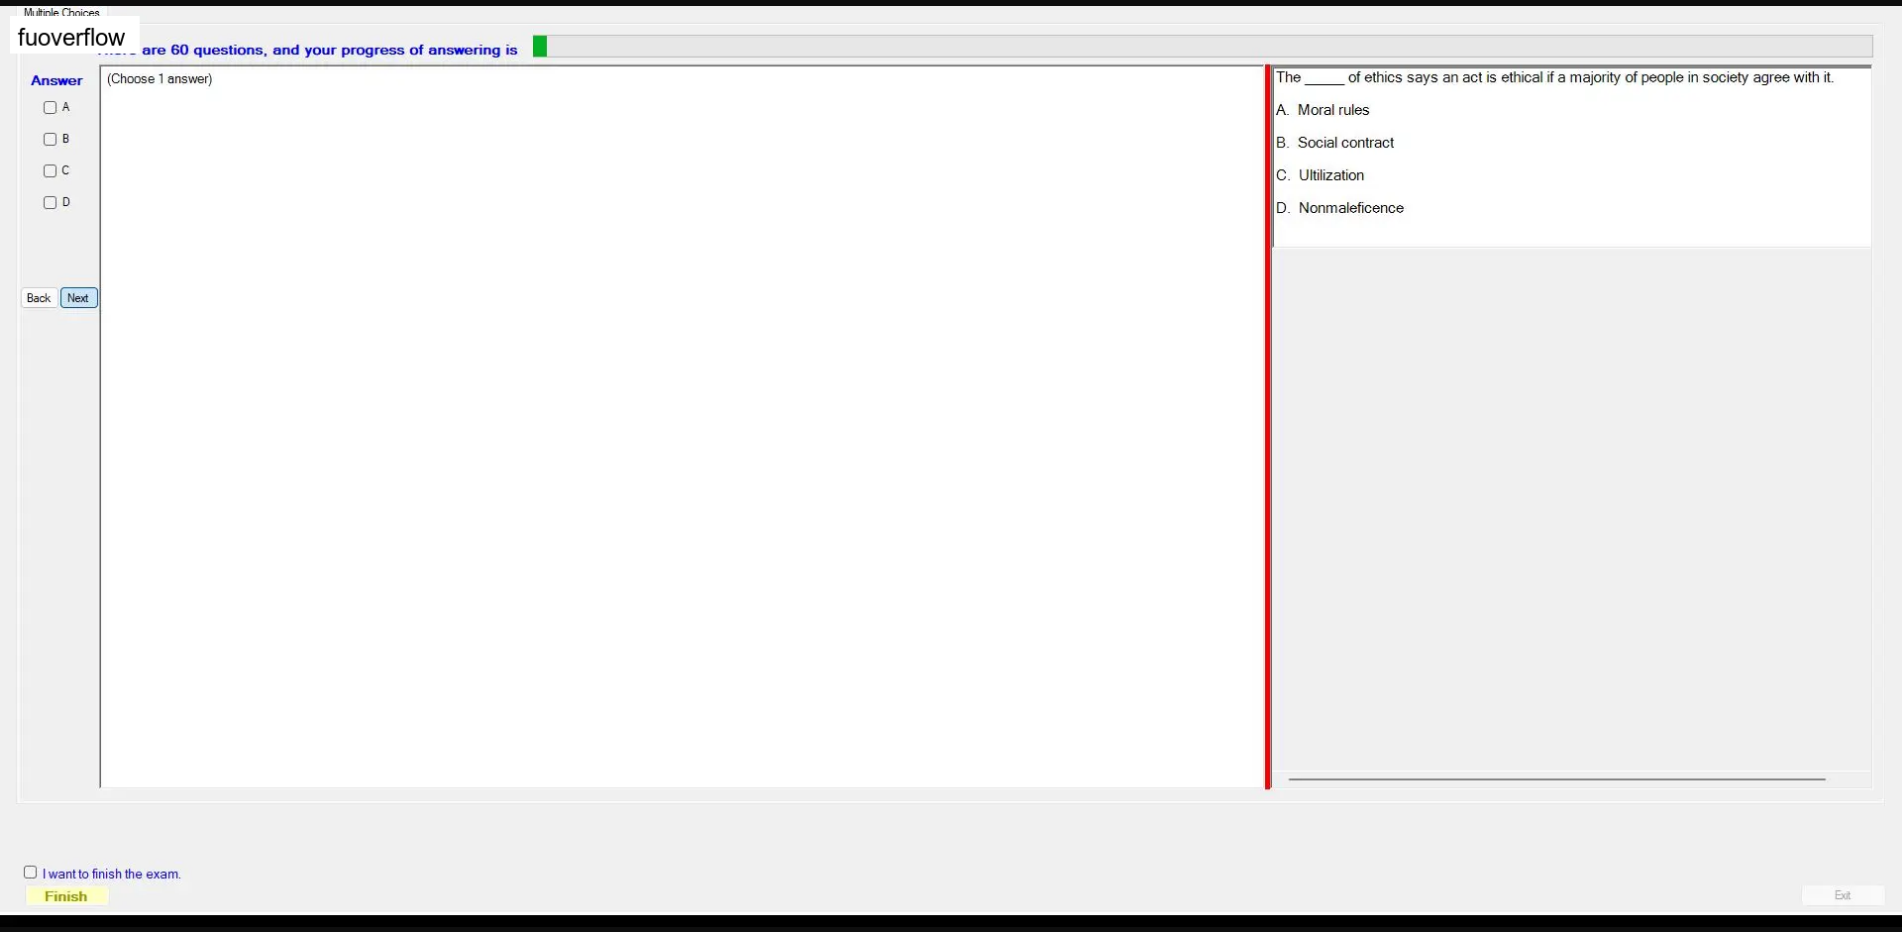 Multiple Choices
fuoverflow
are 60 questions, and your progress of answering is
Answer
(Choose 1 answer)
A
B
C
D
Back Next
The _____ of ethics says an act is ethical if a majority of people in society agree with it.
A. Moral rules
B. Social contract
C. Ultilization
D. Nonmaleficence
I want to finish the exam.
Finish
Exit